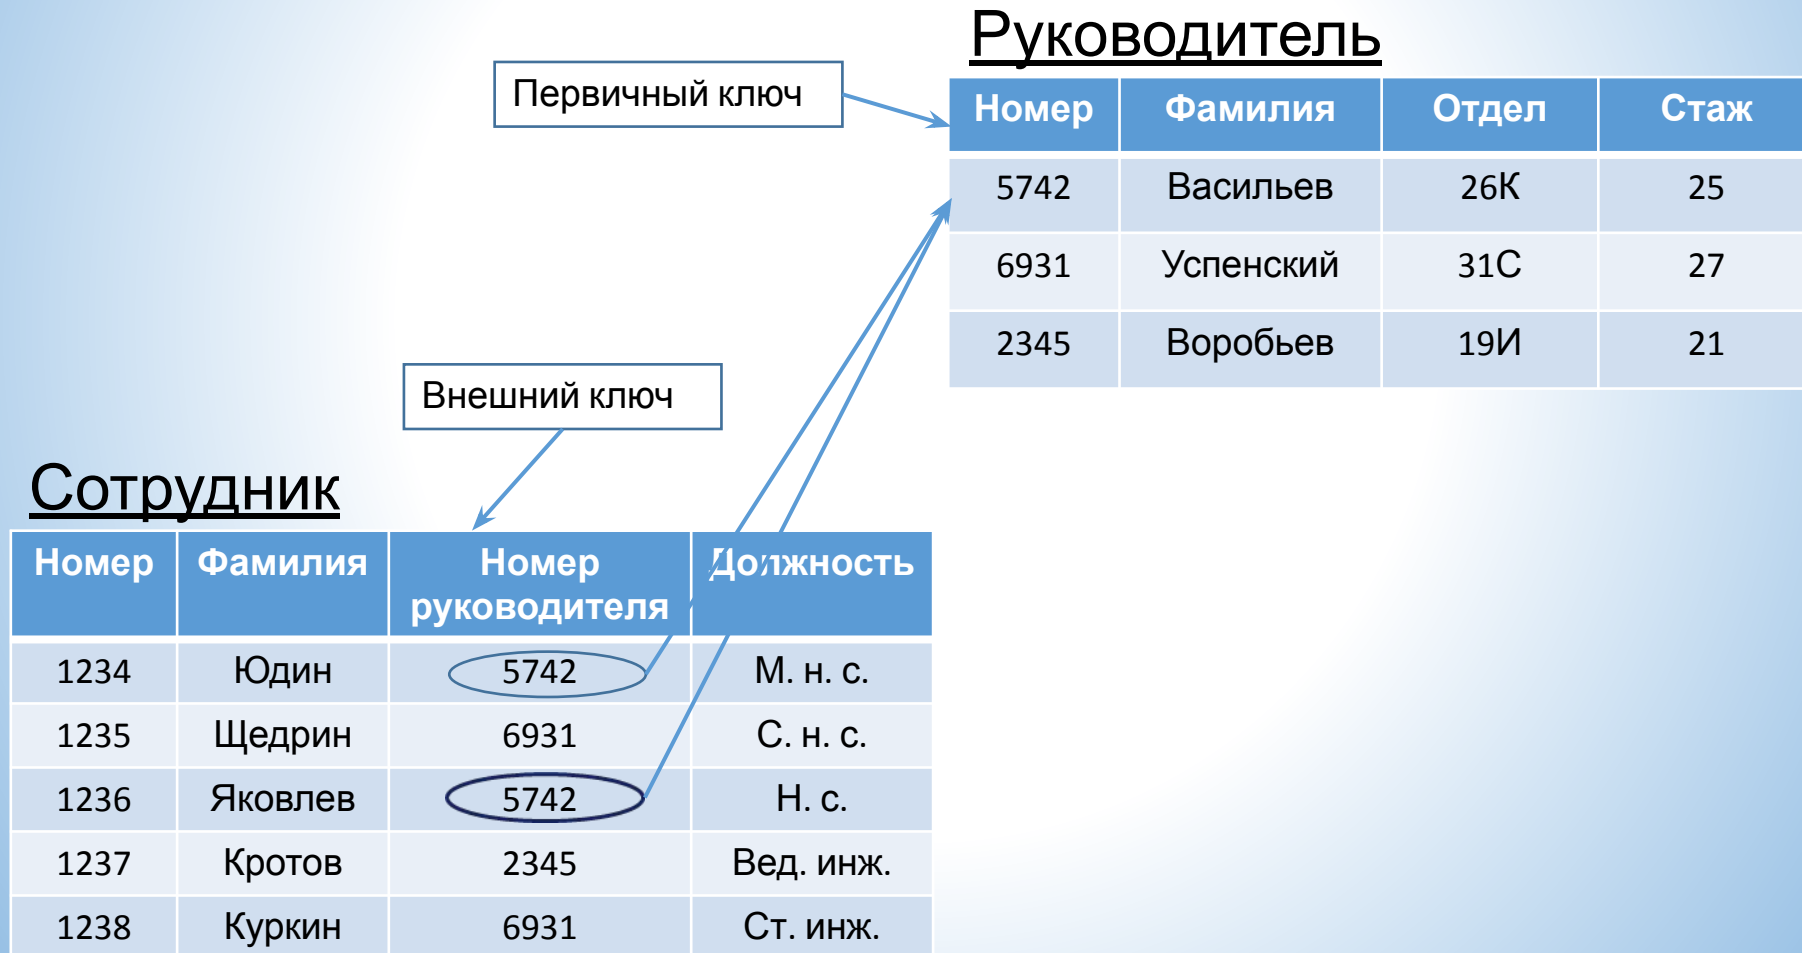 Руководитель
Первичный ключ
Номер Фамилия Отдел Стаж
5742 Васильев 26К 25
6931 Успенский 31С 27
2345 Воробьев 19И 21
Внешний ключ
Сотрудник
Номер Фамилия Номер Должность
руководителя
1234 Юдин 5742 М. н. с.
1235 Щедрин 6931 С. н. с.
1236 Яковлев 5742 Н. с.
1237 Кротов 2345 Вед. инж.
1238 Куркин 6931 Ст. инж.